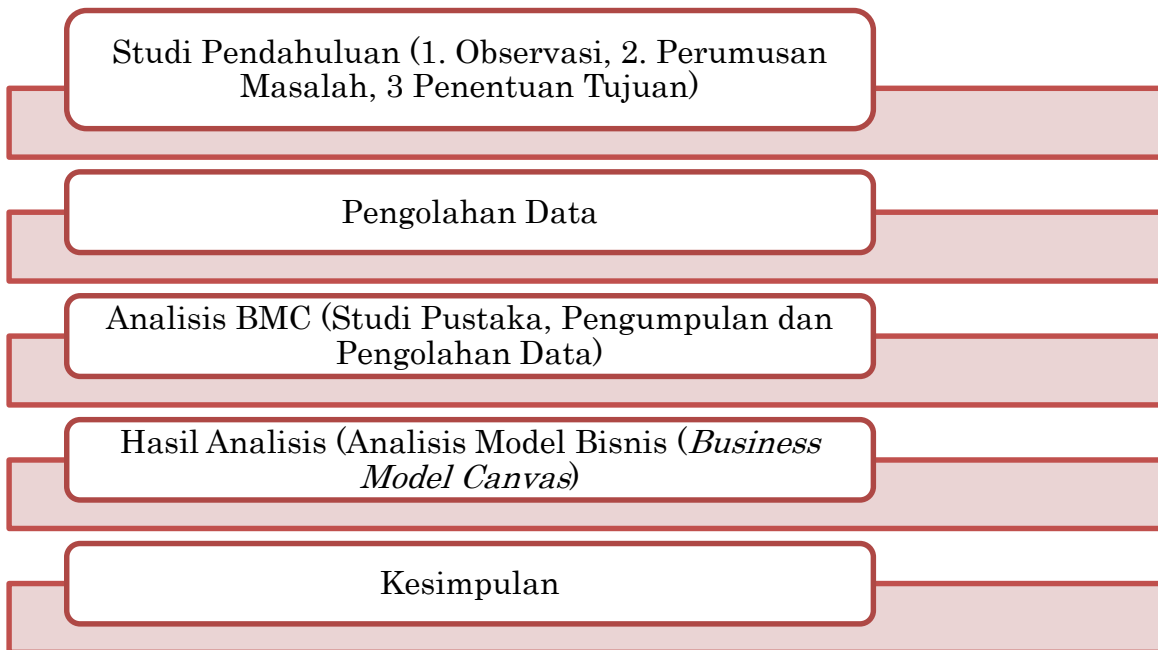 Studi Pendahuluan (1. Observasi, 2. Perumusan
Masalah, 3 Penentuan Tujuan)
Pengolahan Data
Analisis BMC (Studi Pustaka, Pengumpulan dan
Pengolahan Data)
Hasil Analisis (Analisis Model Bisnis (Business
Model Canvas)
Kesimpulan